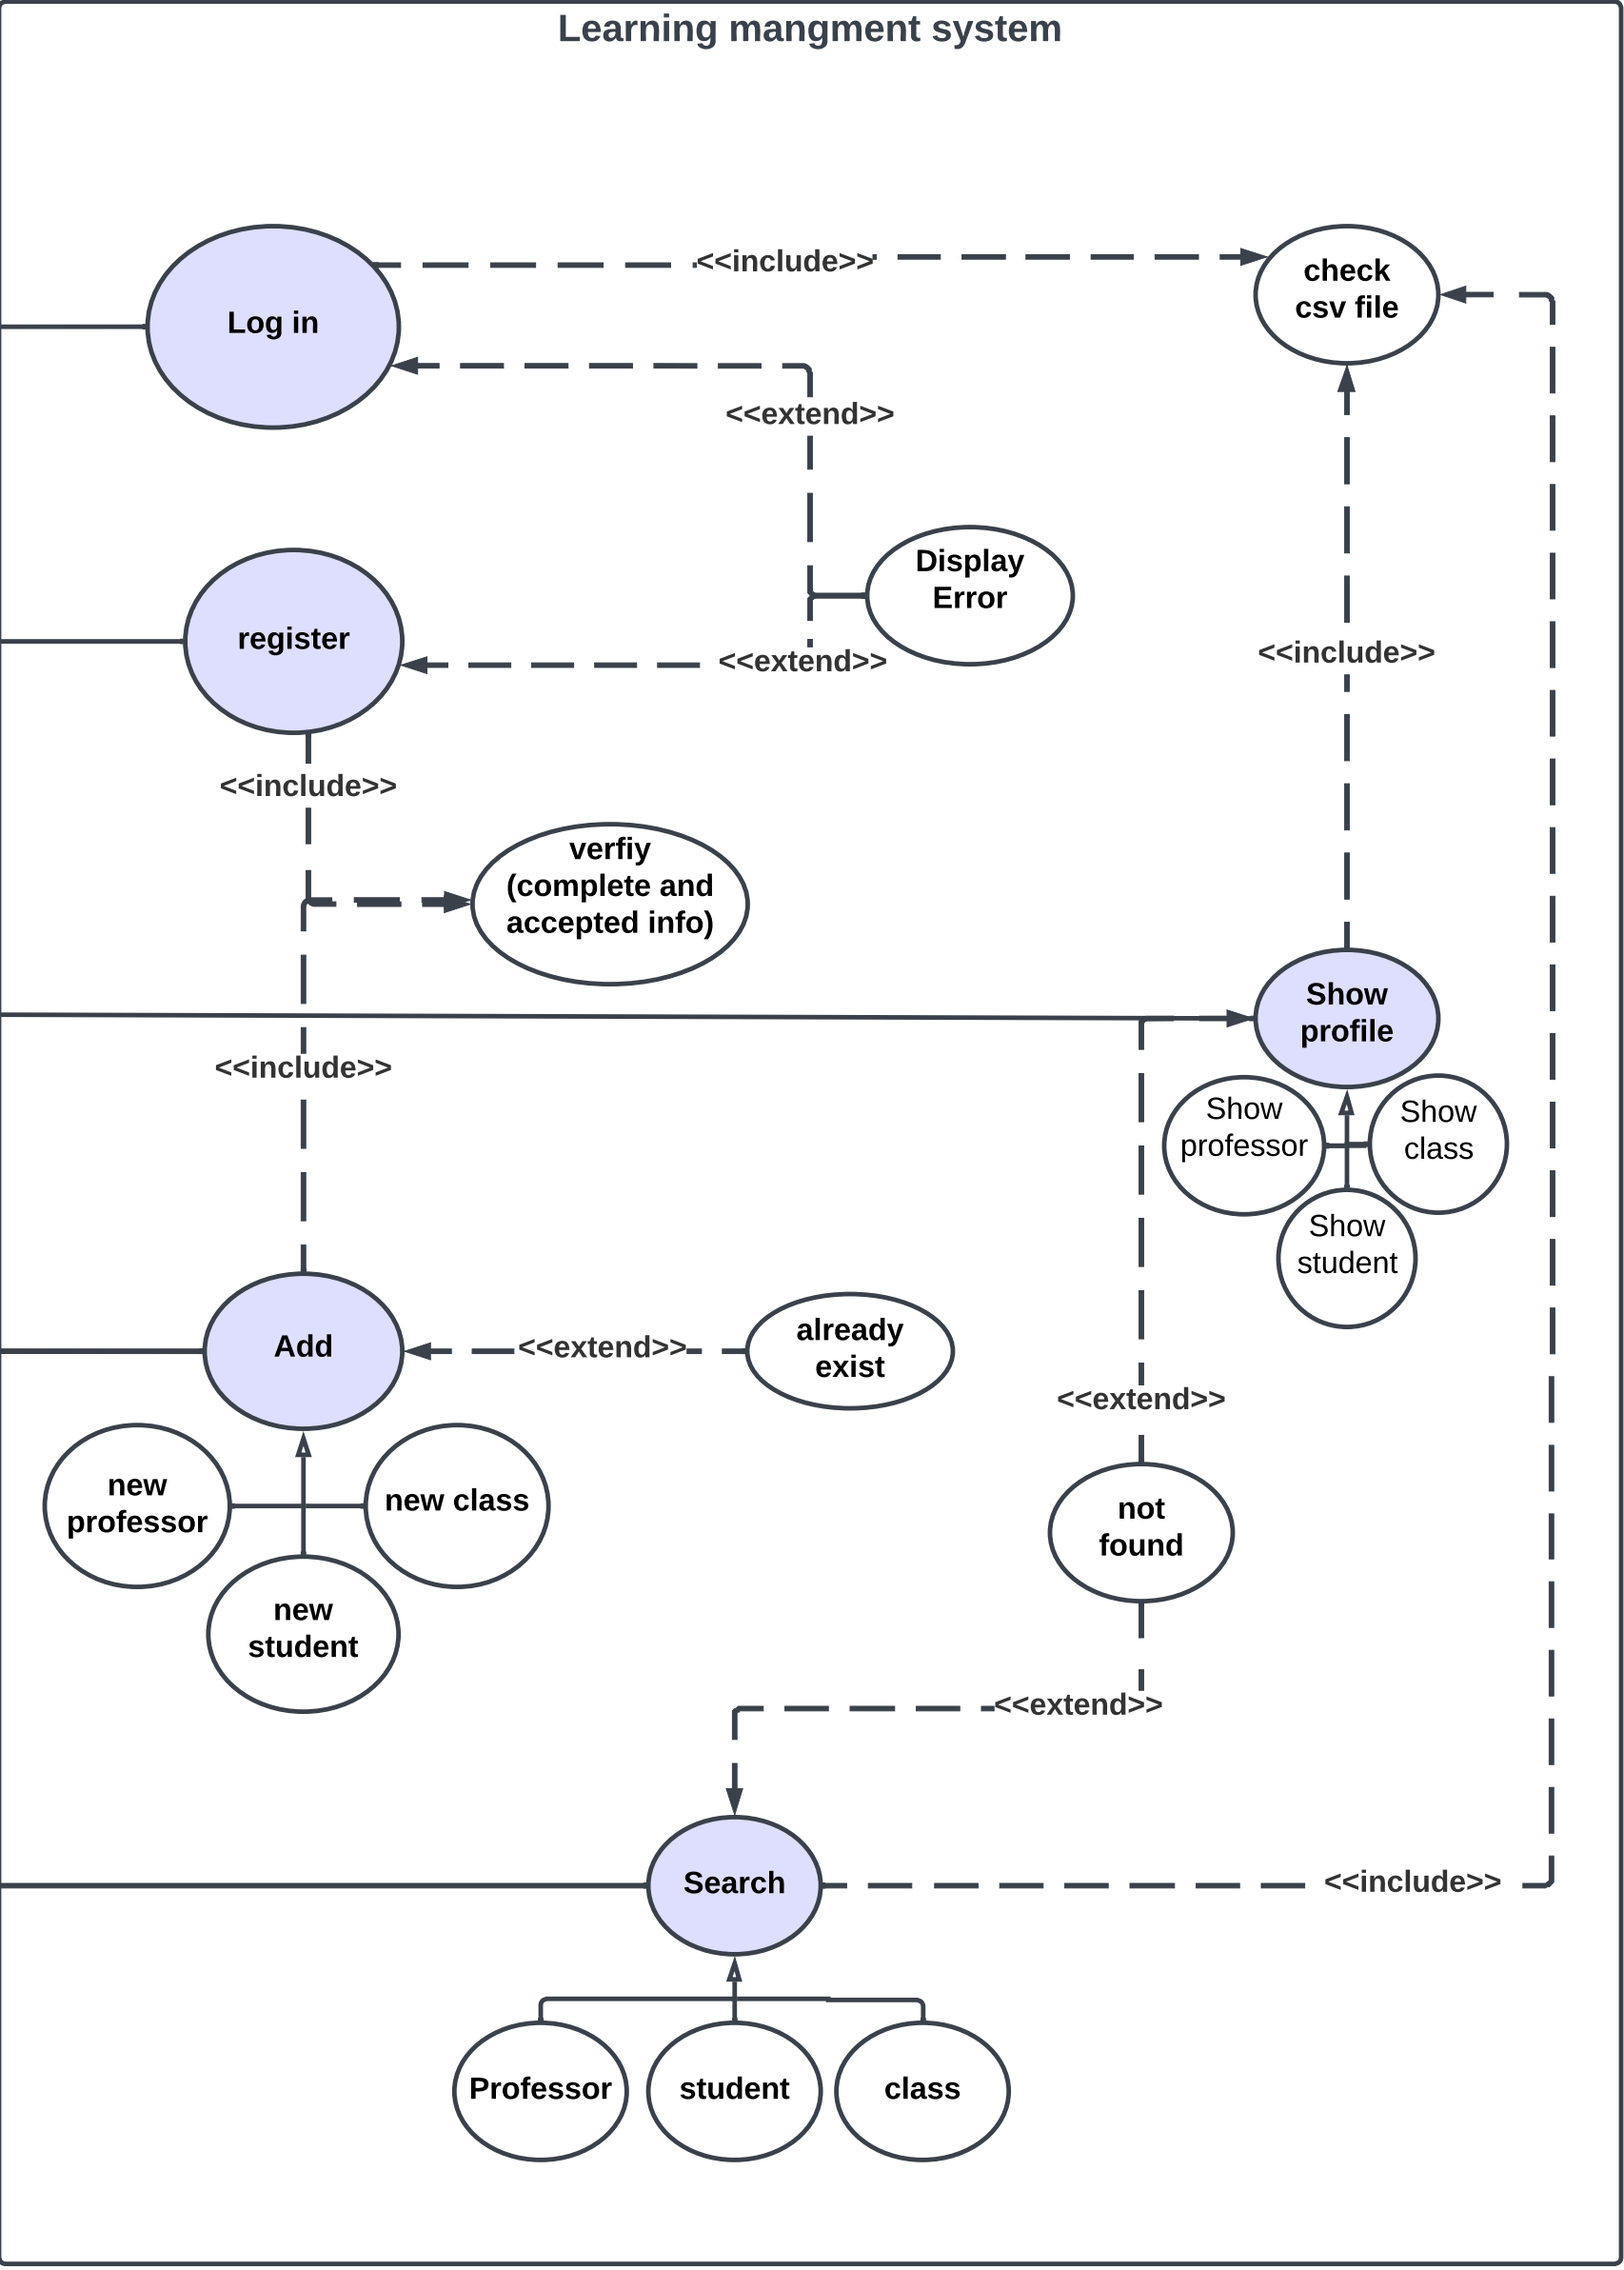 Learning mangment system
<<include>>
check
csv file
Log in
<<extend>>
Display
Error
register
<<extend>>
<<include>>
<<include>>
verfiy
(complete and
accepted info)
Show
profile
<<include>>
Show
professor
Show
class
Show
student
Add
<<extend>>
already
exist
<<extend>>
new
professor
new class
not
found
new
student
<<extend>>
Search
<<include>>
Professor
student
class